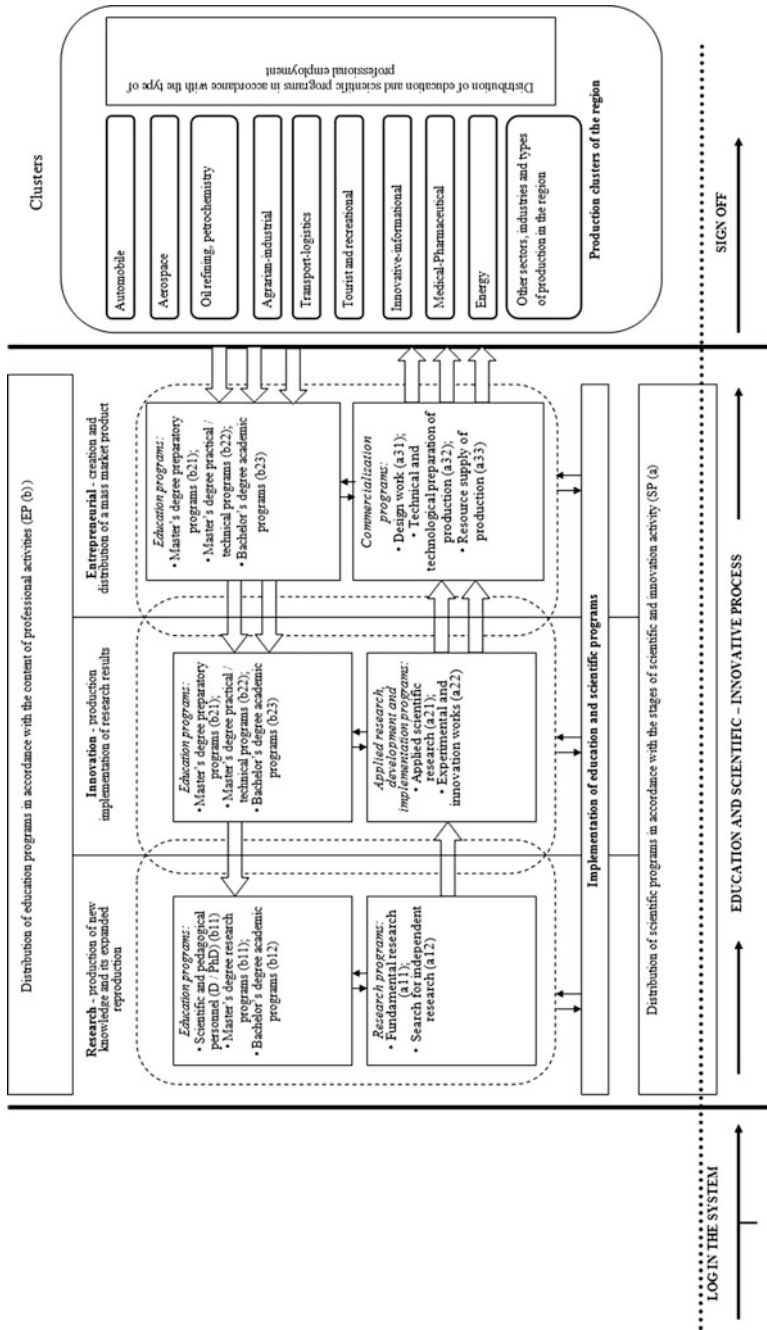 Distribution of education programs in accordance with the content of professional activities (EP (b))
Research - production of new
knowledge and its expanded
reproduction
Innovation - production
implementation of research results
Entrepreneurial - creation and
distribution of a mass market product
Education programs:
• Scientific and pedagogical
personnel (D / PhD) (b11)
• Master's degree research
programs (b11);
• Bachelor's degree academic
programs (b12)
Education programs:
• Master's degree preparatory
programs (b21);
• Master's degree practical /
technical programs (b22);
• Bachelor's degree academic
programs (b23)
Education programs:
• Master's degree preparatory
programs (b21);
• Master's degree practical /
technical programs (b22);
• Bachelor's degree academic
programs (b23)
Research programs:
• Fundamental research
(a11);
• Search for independent
research (a12)
Applied research,
development and
implementation programs:
• Applied scientific
research (a21);
• Experimental and
innovation works (a22)
Commercialization
programs:
• Design work (a31);
• Technical and
technological preparation of
production (a32);
• Resource supply of
production (a33)
Implementation of education and scientific programs
Distribution of scientific programs in accordance with the stages of scientific and innovation activity (SP (a)
Clusters
Automobile
Aerospace
Oil refining, petrochemistry
Agrarian-industrial
Transport-logistics
Tourist and recreational
Innovative-informational
Medical-Pharmaceutical
Energy
Other sectors, industries and types
of production in the region
Distribution of education and scientific programs in accordance with the type of
professional employment
Production clusters of the region
LOG IN THE SYSTEM
EDUCATION AND SCIENTIFIC – INNOVATIVE PROCESS
SIGN OFF